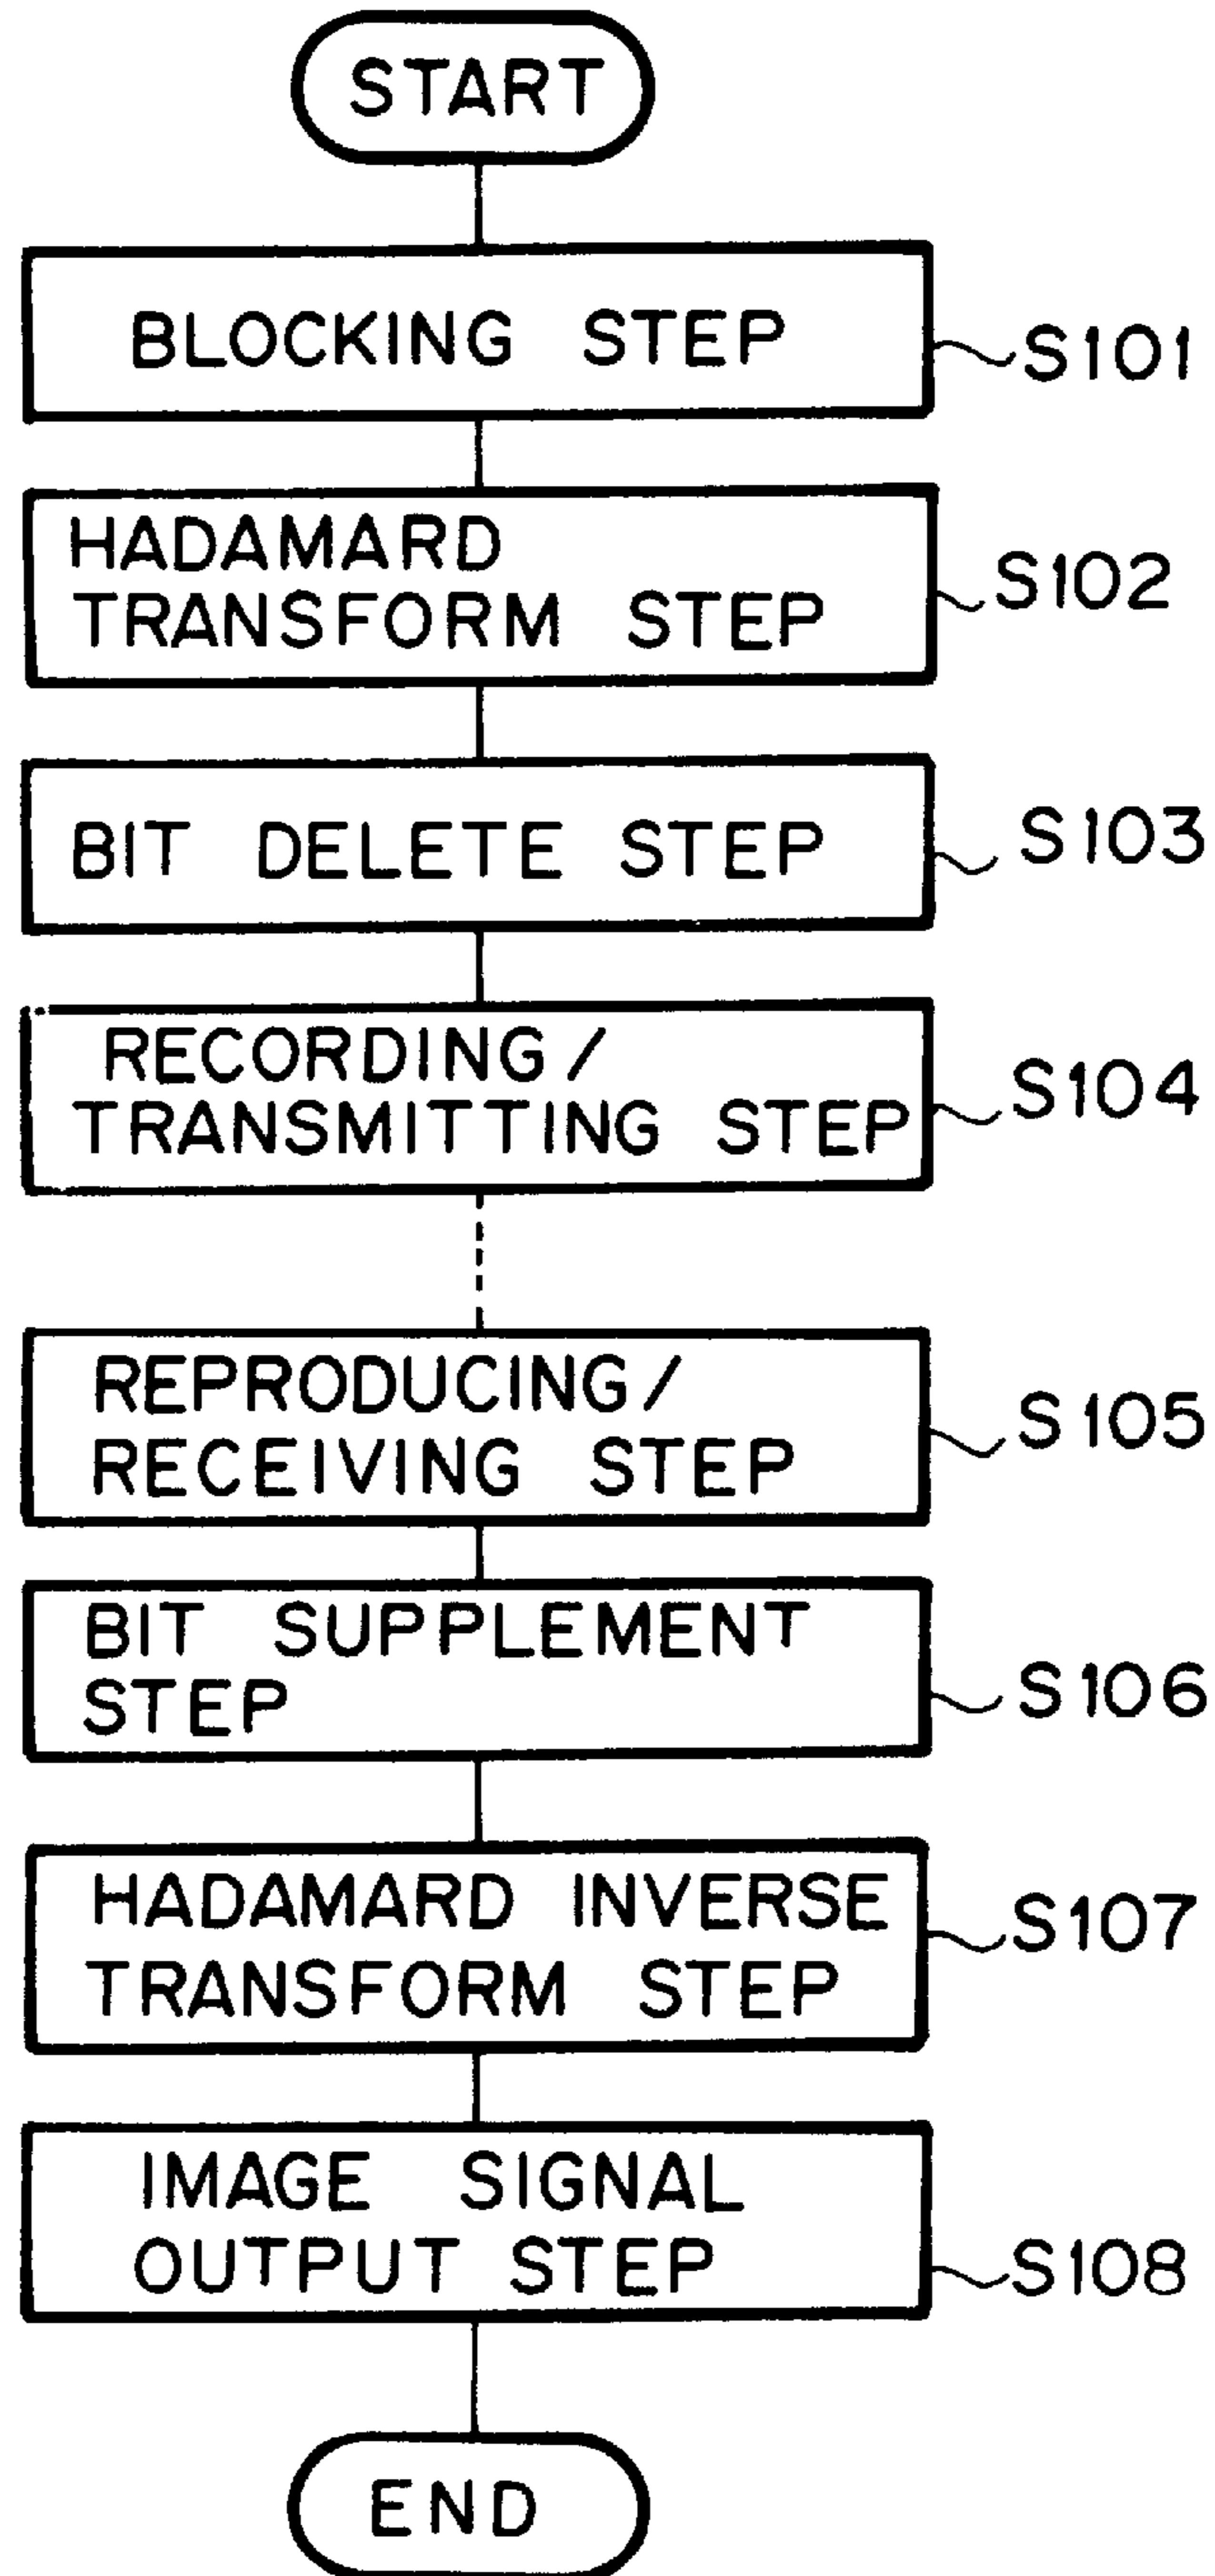 START
BLOCKING STEP
S101
HADAMARD
TRANSFORM STEP
S102
BIT DELETE STEP
S103
RECORDING/
TRANSMITTING STEP
S104
REPRODUCING/
RECEIVING STEP
S105
BIT SUPPLEMENT
STEP
S106
HADAMARD INVERSE
TRANSFORM STEP
S107
IMAGE SIGNAL
OUTPUT STEP
S108
END